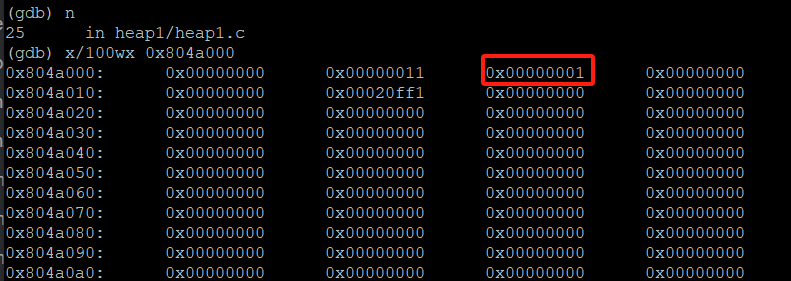 (gdb) n
25 in heap1/heap1.c
(gdb) x/100wx 0x804a000
0x804a000: 0x00000000 0x00000011 0x00000001 0x00000000
0x804a010: 0x00020ff1 0x00000000 0x00000000 0x00000000
0x804a020: 0x00000000 0x00000000 0x00000000 0x00000000
0x804a030: 0x00000000 0x00000000 0x00000000 0x00000000
0x804a040: 0x00000000 0x00000000 0x00000000 0x00000000
0x804a050: 0x00000000 0x00000000 0x00000000 0x00000000
0x804a060: 0x00000000 0x00000000 0x00000000 0x00000000
0x804a070: 0x00000000 0x00000000 0x00000000 0x00000000
0x804a080: 0x00000000 0x00000000 0x00000000 0x00000000
0x804a090: 0x00000000 0x00000000 0x00000000 0x00000000
0x804a0a0: 0x00000000 0x00000000 0x00000000 0x00000000